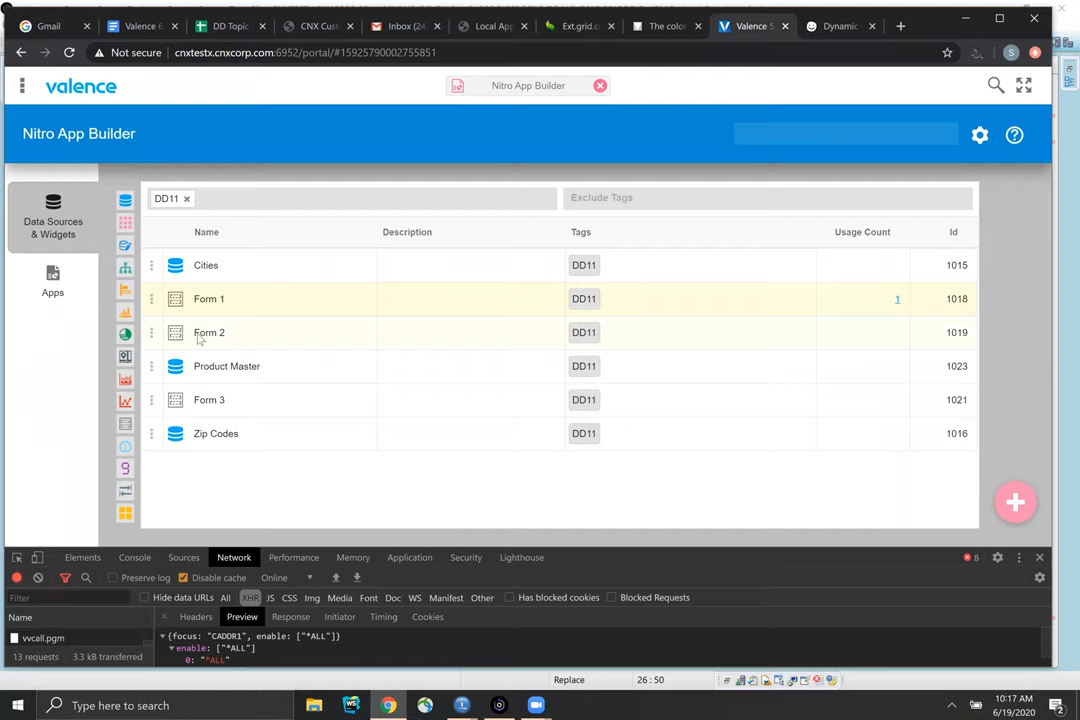 Gmail
Valence 6
DD Topic
CNX Cust
Inbox (24
Local App
Ext.grid.c
The color
Valence 5
Dynamic
Not secure
cnxtestx.cnxcorp.com:6952/portal/#15925790002755851
S
valence
Nitro App Builder
Nitro App Builder
Data Sources
& Widgets
Apps
DD11
Exclude Tags
Name
Description
Tags
Usage Count
Id
Cities
DD11
1015
Form 1
DD11
1
1018
Form 2
DD11
1019
Product Master
DD11
1023
Form 3
DD11
1021
Zip Codes
DD11
1016
Elements
Console
Sources
Network
Performance
Memory
Application
Security
Lighthouse
8
Preserve log
Disable cache
Online
Filter
Hide data URLs
All
XHR
JS
CSS
Img
Media
Font
Doc
WS
Manifest
Other
Has blocked cookies
Blocked Requests
Name
Headers
Preview
Response
Initiator
Timing
Cookies
vvcall.pgm
{focus: "CADDR1", enable: ["*ALL"]}
enable: ["*ALL"]
0: "*ALL"
13 requests
3.3 kB transferred
Replace
26 : 50
Type here to search
10:17 AM
6/19/2020
2